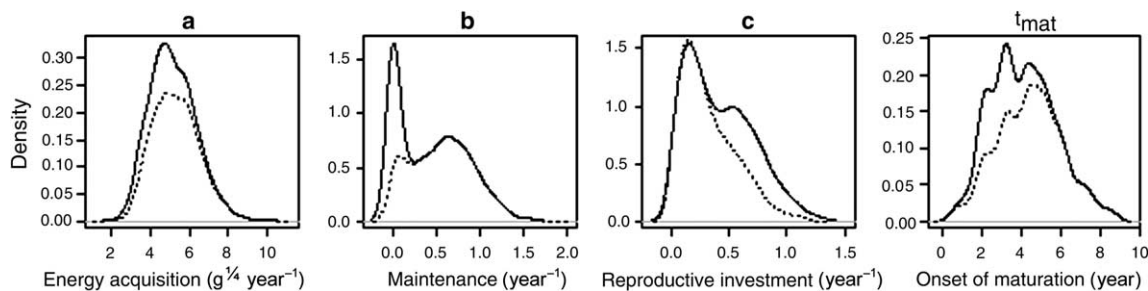 a b c tmat
Density
0.30
0.25
0.20
0.15
0.10
0.05
0.00
2 4 6 8 10
Energy acquisition (g¼ year⁻¹)
1.5
1.0
0.5
0.0
0.0 0.5 1.0 1.5 2.0
Maintenance (year⁻¹)
1.5
1.0
0.5
0.0
0.0 0.5 1.0 1.5
Reproductive investment (year⁻¹)
0.25
0.20
0.15
0.10
0.05
0.00
0 2 4 6 8 10
Onset of maturation (year)